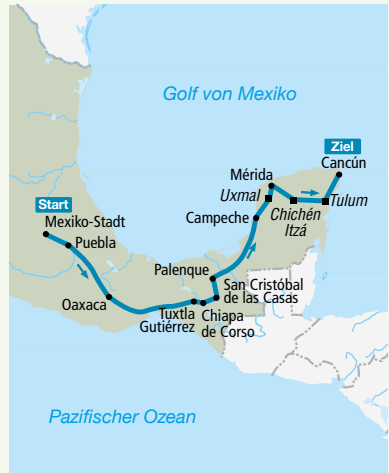 Golf von Mexiko
Ziel
Cancún
Mérida
Uxmal
Tulum
Start
Mexiko-Stadt
Campeche
Chichén
Itzá
Puebla
Palenque
San Cristóbal
de las Casas
Oaxaca
Tuxtla
Gutiérrez
Chiapa
de Corso
Pazifischer Ozean